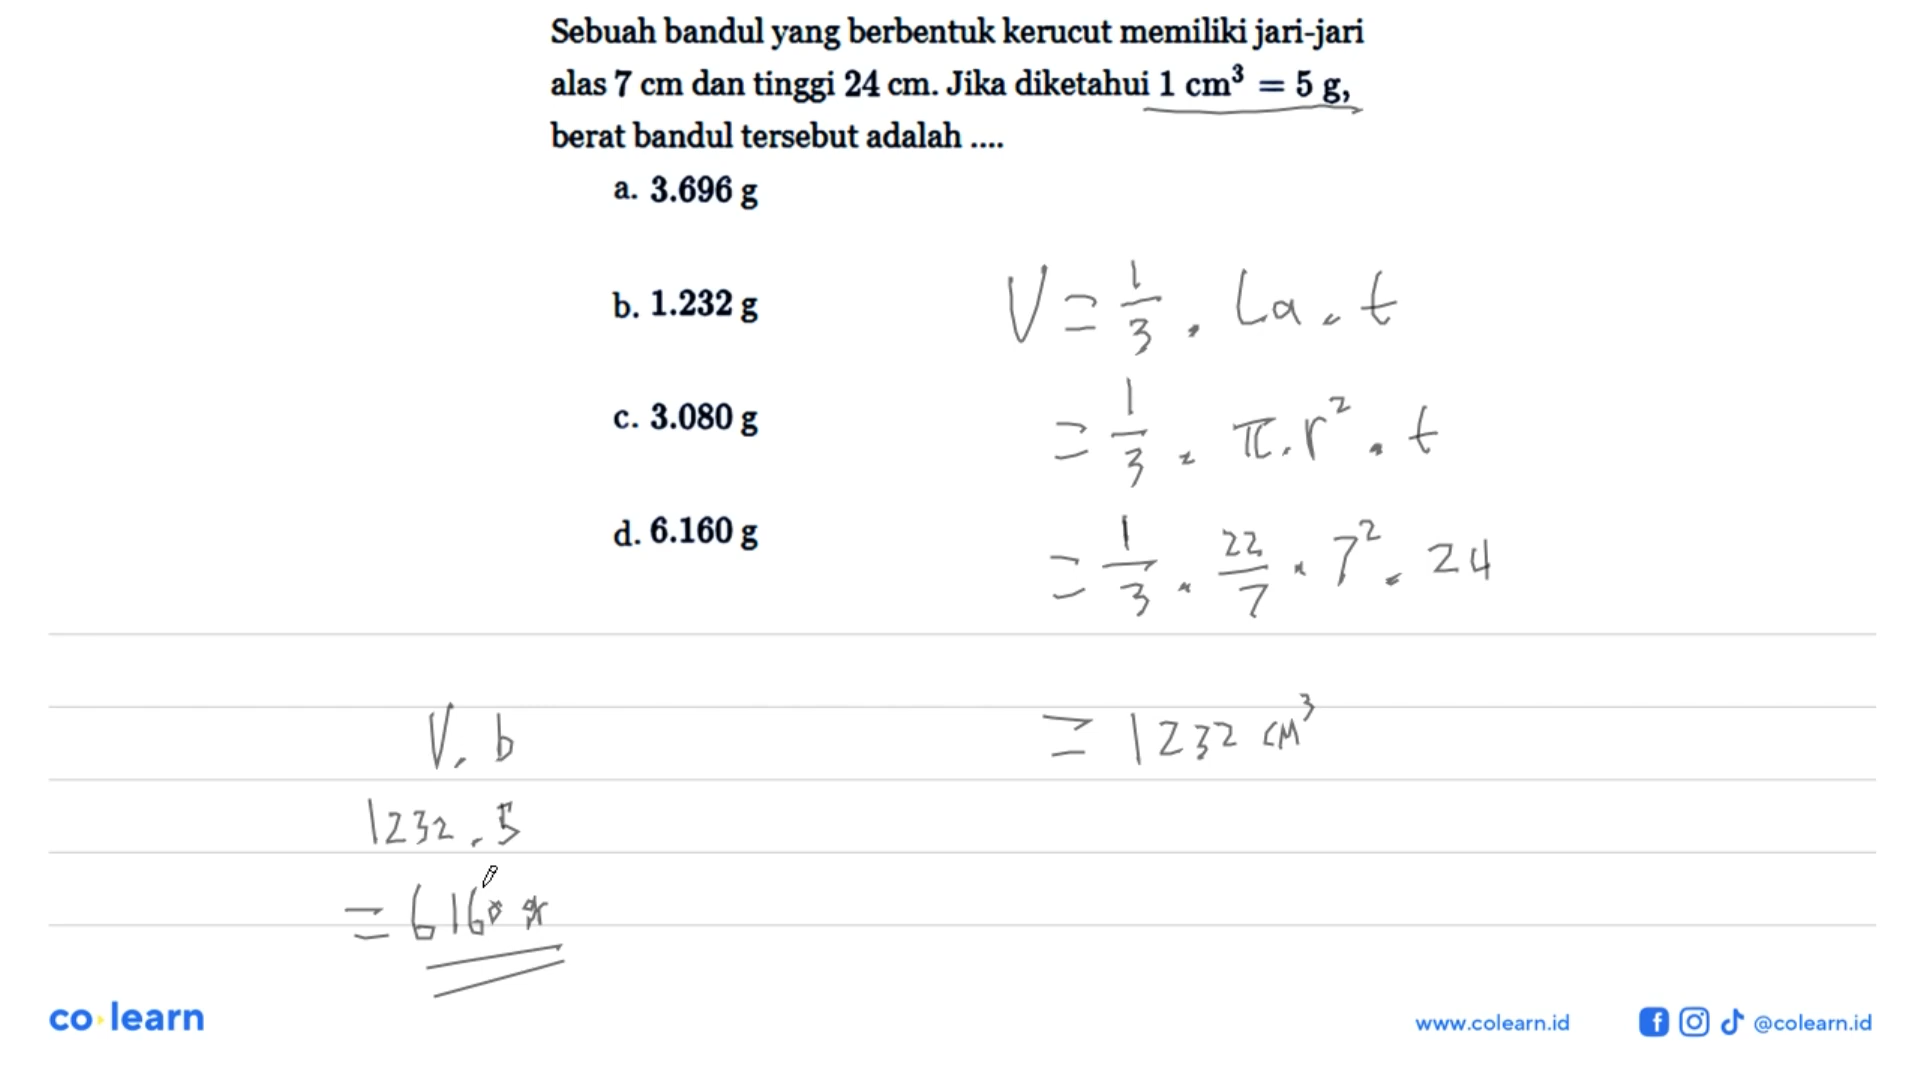 Sebuah bandul yang berbentuk kerucut memiliki jari-jari
alas 7 cm dan tinggi 24 cm. Jika diketahui 1 cm³ = 5 g,
berat bandul tersebut adalah ....
a. 3.696 g
b. 1.232 g
c. 3.080 g
d. 6.160 g
V = 1/3 . La . t
= 1/3 . π . r² . t
= 1/3 . 22/7 . 7² . 24
= 1232 cm³
V . b
1232 . 5
= 6160 gr
co learn
www.colearn.id
@colearn.id